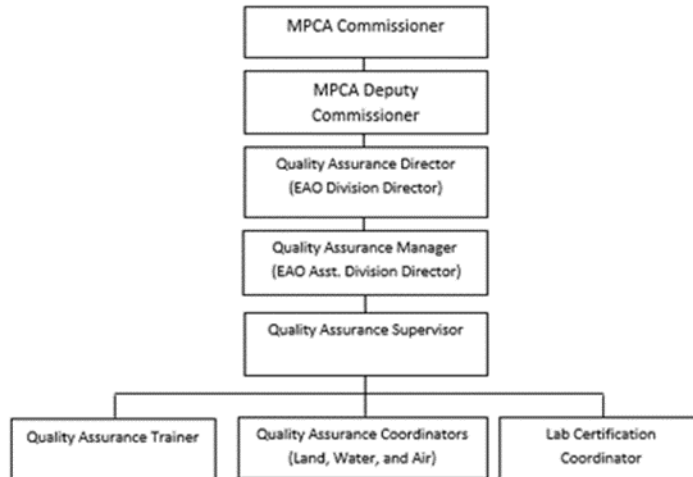 MPCA Commissioner
MPCA Deputy
Commissioner
Quality Assurance Director
(EAO Division Director)
Quality Assurance Manager
(EAO Asst. Division Director)
Quality Assurance Supervisor
Quality Assurance Trainer
Quality Assurance Coordinators
(Land, Water, and Air)
Lab Certification
Coordinator